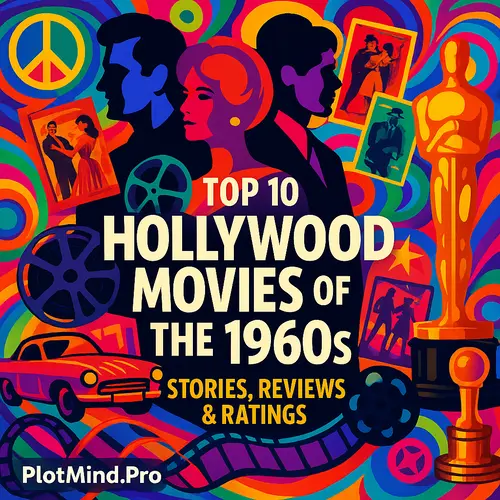 TOP 10
HOLLYWOOD
MOVIES OF
THE 1960s
STORIES, REVIEWS
& RATINGS
PlotMind.Pro